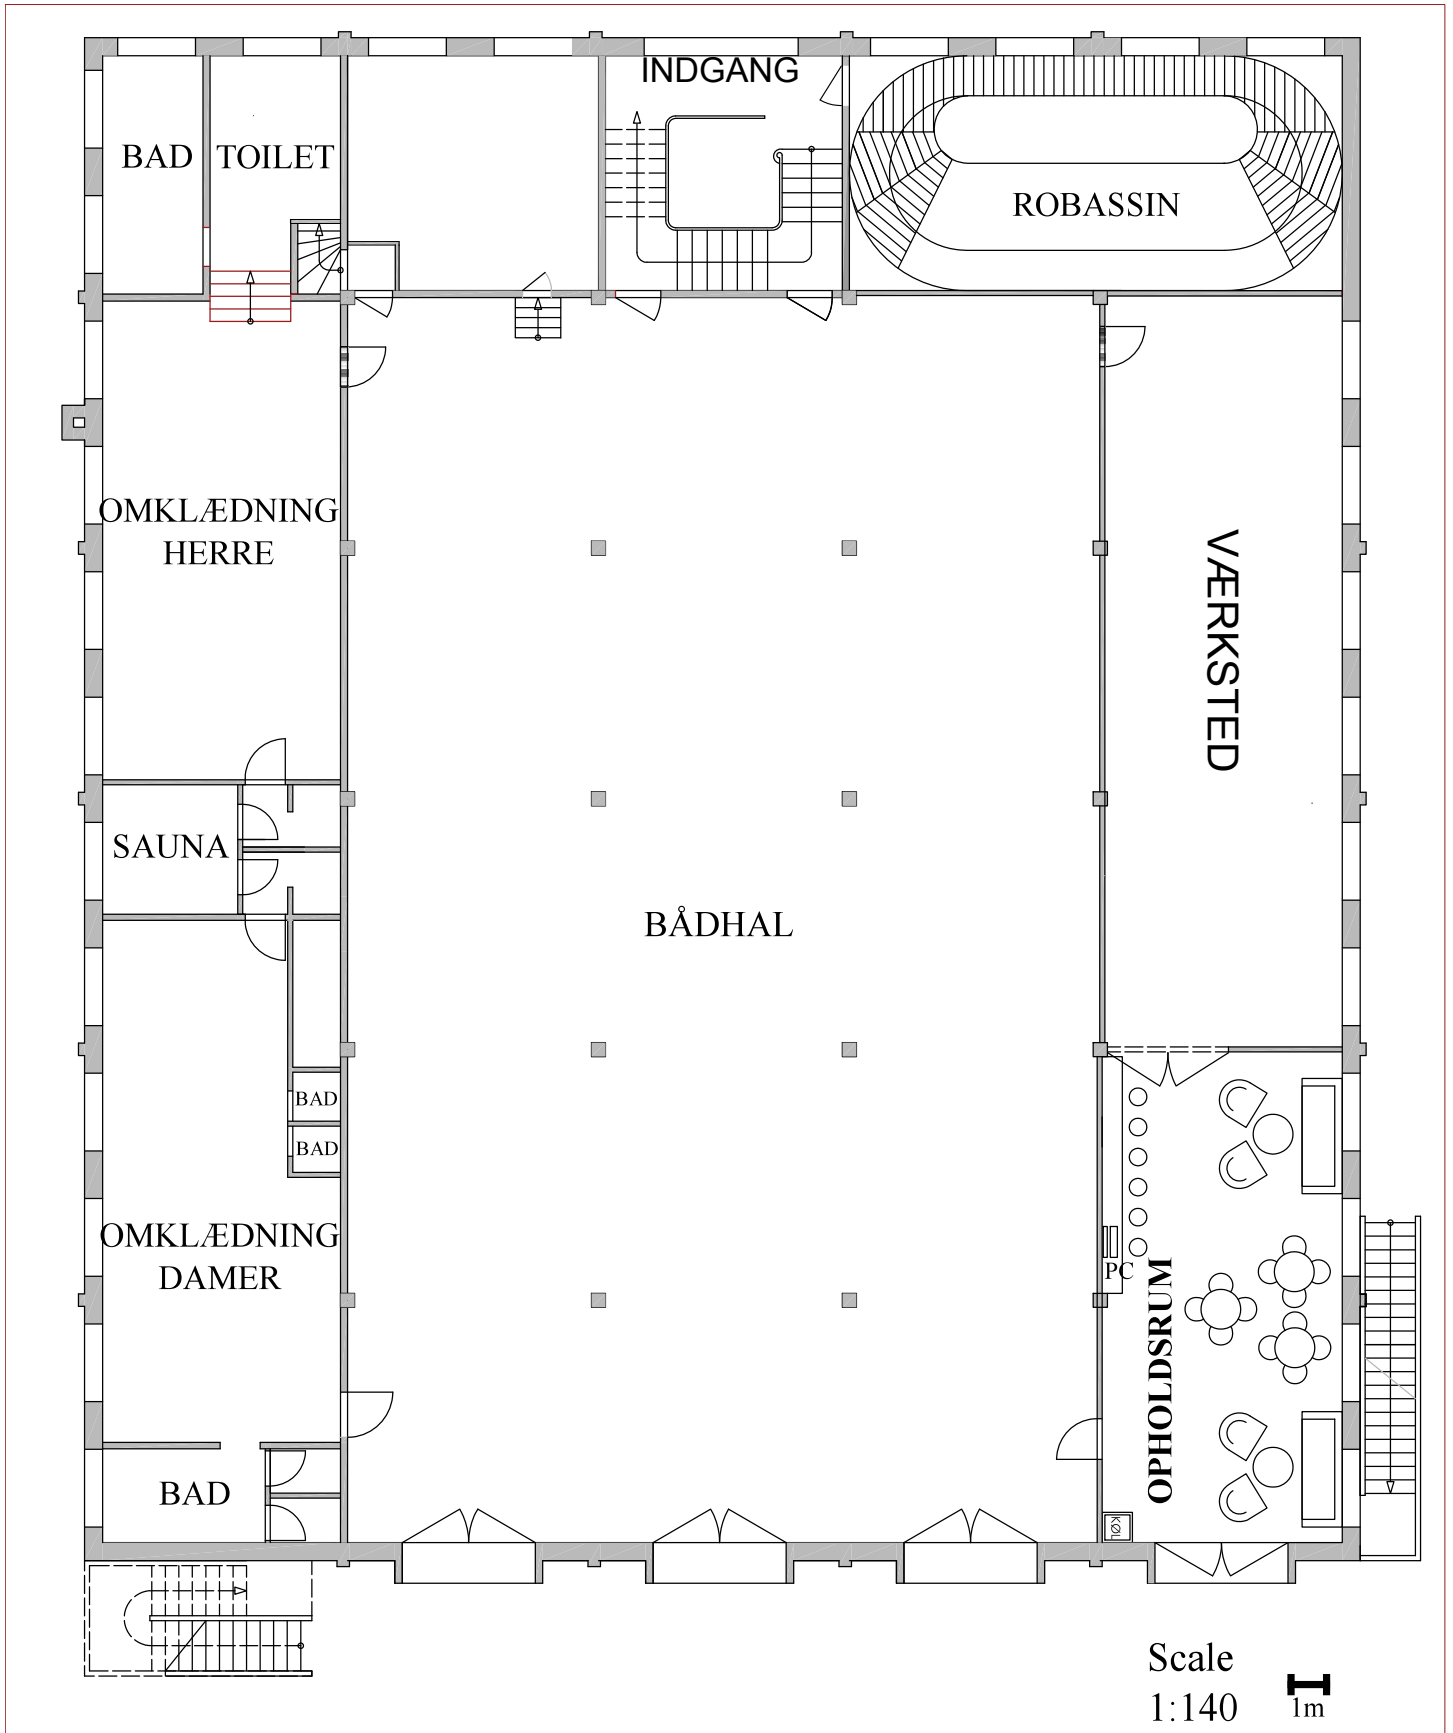 INDGANG
BAD
TOILET
ROBASSIN
OMKLÆDNING
HERRE
VÆRKSTED
SAUNA
BÅDHAL
BAD
BAD
OMKLÆDNING
DAMER
PC
OPHOLDSRUM
BAD
KØL
Scale
1:140
1m